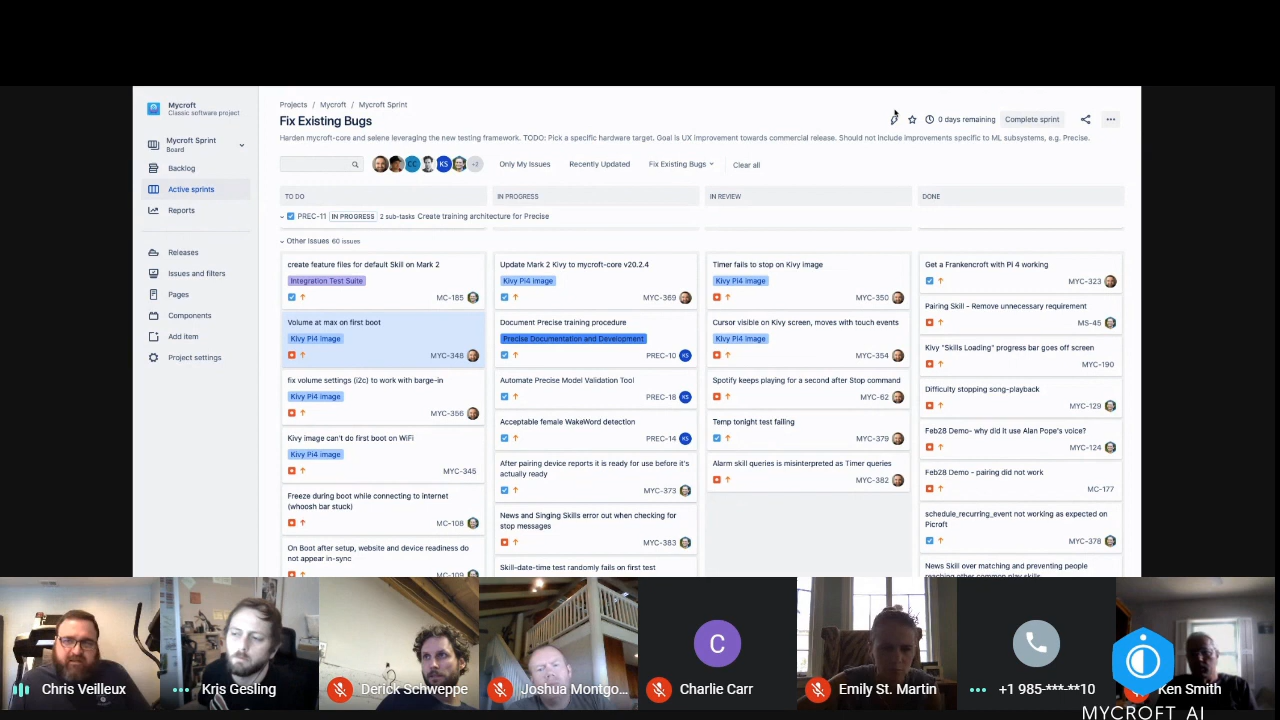 Mycroft
Classic software project
Mycroft Sprint
Board
Backlog
Active sprints
Reports
Releases
Issues and filters
Pages
Components
Add item
Project settings
Projects / Mycroft / Mycroft Sprint
Fix Existing Bugs
0 days remaining
Complete sprint
Harden mycroft-core and selene leveraging the new testing framework. TODO: Pick a specific hardware target. Goal is UX improvement towards commercial release. Should not include improvements specific to ML subsystems, e.g. Precise.
CC
KS
+2
Only My Issues
Recently Updated
Fix Existing Bugs
Clear all
TO DO
IN PROGRESS
IN REVIEW
DONE
PREC-11 IN PROGRESS 2 sub-tasks Create training architecture for Precise
Other Issues 60 issues
create feature files for default Skill on Mark 2
Integration Test Suite
MC-185
Volume at max on first boot
Kivy Pi4 image
MYC-348
fix volume settings (i2c) to work with barge-in
Kivy Pi4 image
MYC-356
Kivy image can't do first boot on WiFi
Kivy Pi4 image
MYC-345
Freeze during boot while connecting to internet
(whoosh bar stuck)
MC-108
On Boot after setup, website and device readiness do
not appear in-sync
MC-109
Update Mark 2 Kivy to mycroft-core v20.2.4
Kivy Pi4 image
MYC-369
Document Precise training procedure
Precise Documentation and Development
PREC-10 KS
Automate Precise Model Validation Tool
PREC-18 KS
Acceptable female WakeWord detection
PREC-14 KS
After pairing device reports it is ready for use before it's
actually ready
MYC-373
News and Singing Skills error out when checking for
stop messages
MYC-383
Skill-date-time test randomly fails on first test
Timer fails to stop on Kivy image
Kivy Pi4 image
MYC-350
Cursor visible on Kivy screen, moves with touch events
Kivy Pi4 image
MYC-354
Spotify keeps playing for a second after Stop command
MYC-62
Temp tonight test falling
MYC-379
Alarm skill queries is misinterpreted as Timer queries
MYC-382
Get a Frankencroft with Pi 4 working
MYC-323
Pairing Skill - Remove unnecessary requirement
MS-45
Kivy "Skills Loading" progress bar goes off screen
MYC-190
Difficulty stopping song-playback
MYC-129
Feb28 Demo- why did it use Alan Pope's voice?
MYC-124
Feb28 Demo - pairing did not work
MC-177
schedule_recurring_event not working as expected on
Picroft
MYC-378
News Skill over matching and preventing people
reaching other common play skills
Chris Veilleux
Kris Gesling
Derick Schweppe
Joshua Montgo...
C
Charlie Carr
Emily St. Martin
+1 985-***-**10
Ken Smith
MYCROFT AI